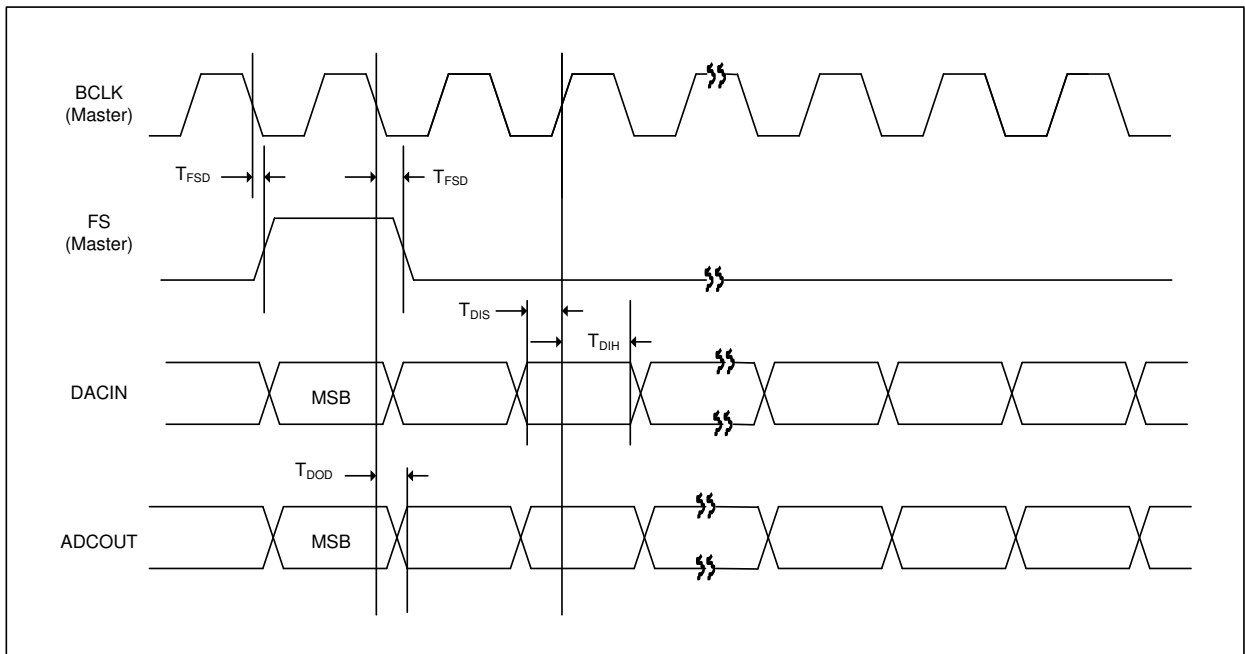 BCLK
(Master)
TFSD
TFSD
FS
(Master)
TDIS
TDIH
DACIN
MSB
TDOD
ADCOUT
MSB